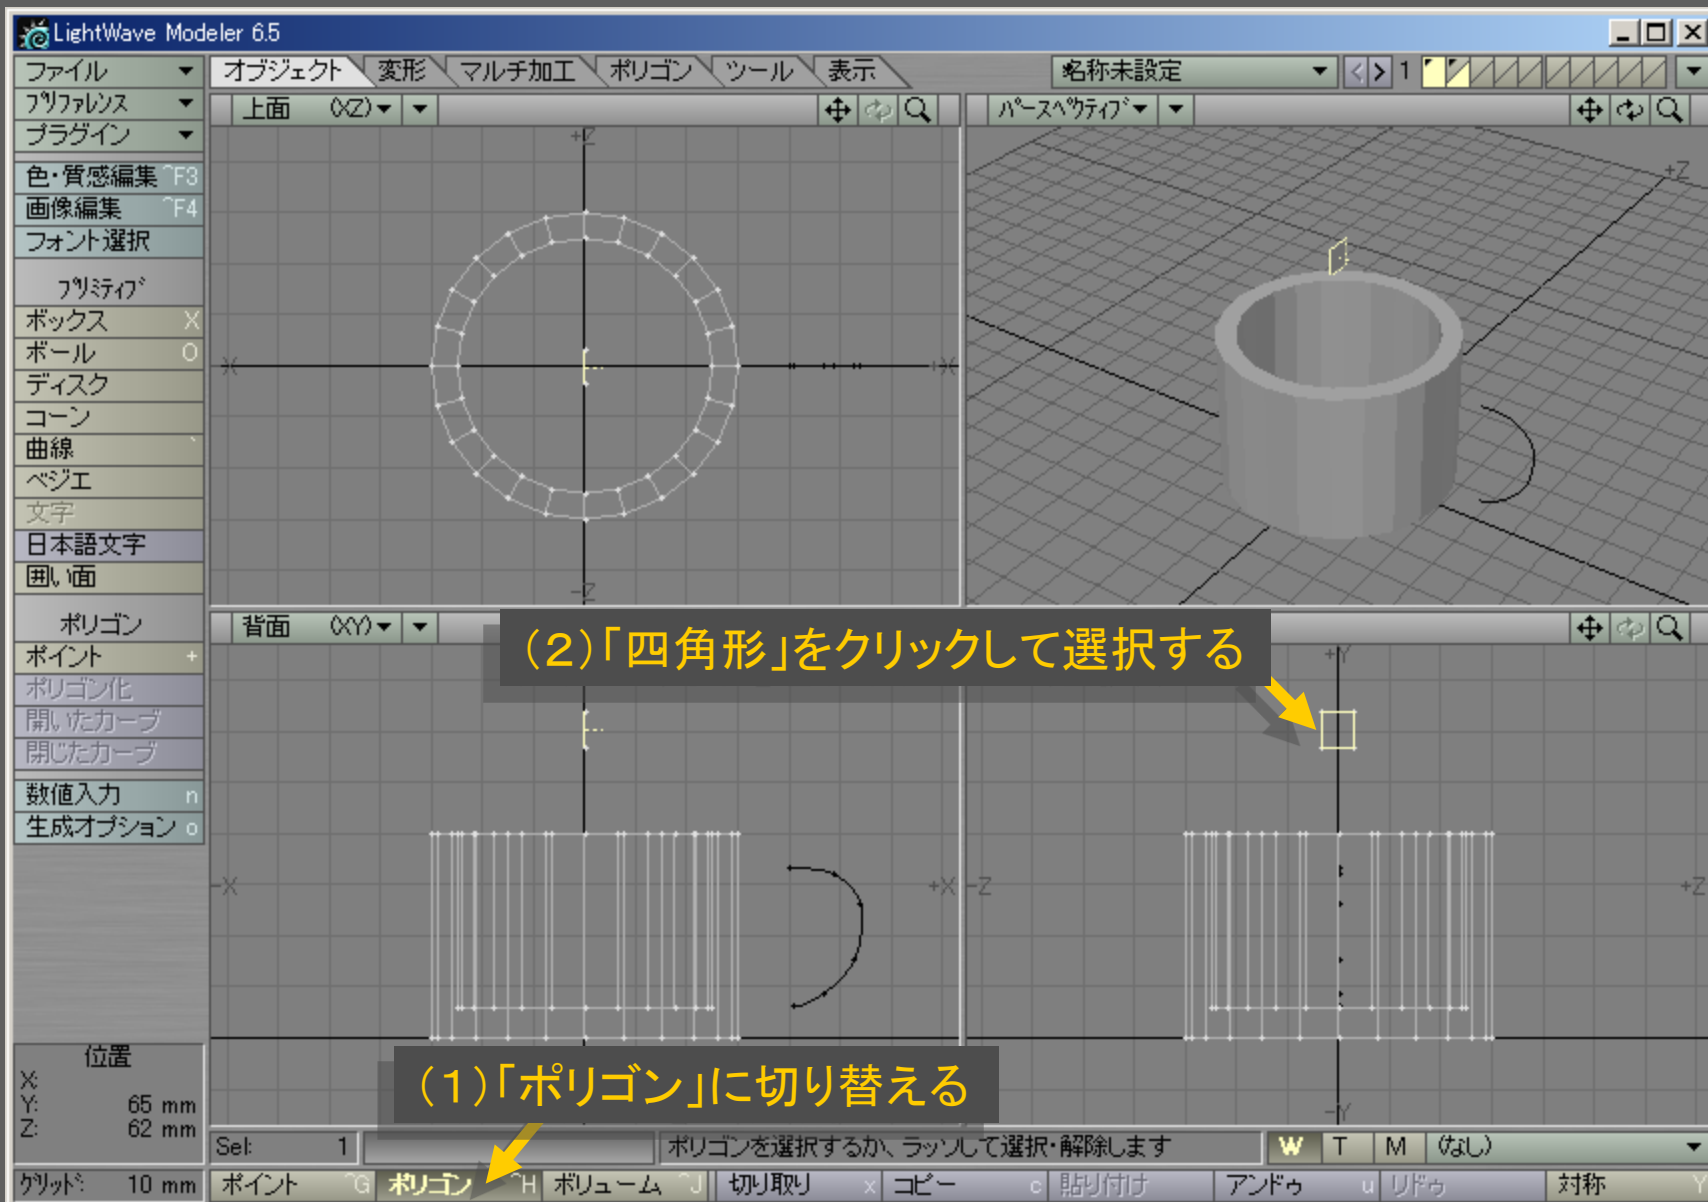 LightWave Modeler 6.5
ファイル
オブジェクト 変形 マルチ加工 ポリゴン ツール 表示
名称未設定
< > 1
プリファレンス
上面 (XZ)
パースペクティブ
プラグイン
+Z
+Z
色・質感編集 ^F3
画像編集 ^F4
フォント選択
プリミティブ
ボックス X
ボール O
-X
+X
ディスク
コーン
曲線 `
ベジエ
文字
日本語文字
囲い面
-Z
ポリゴン
背面 (XY)
(2)「四角形」をクリックして選択する
ポイント +
+Y
ポリゴン化
開いたカーブ
閉じたカーブ
数値入力 n
生成オプション o
-X
+X
-Z
+Z
位置
X:
Y: 65 mm
Z: 62 mm
(1)「ポリゴン」に切り替える
-Y
Sel: 1
ポリゴンを選択するか、ラッソして選択・解除します
W T M (なし)
グリッド: 10 mm
ポイント ^G ポリゴン ^H ボリューム ^J 切り取り x コピー c 貼り付け アンドゥ u リドゥ 対称 Y